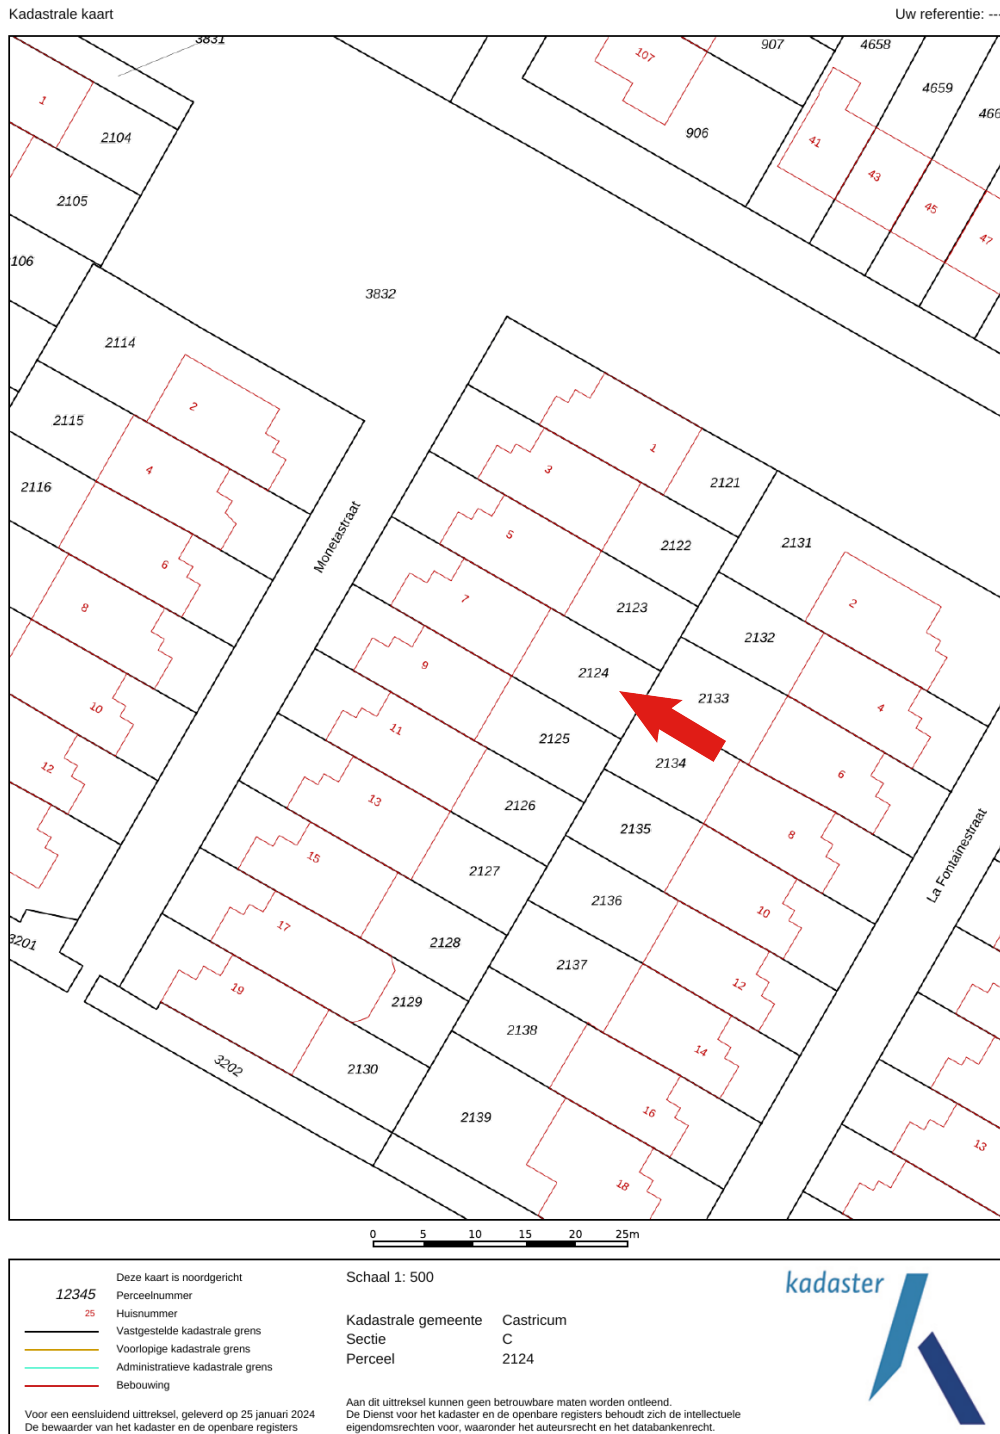 Kadastrale kaart
Uw referentie: ---
3831
907
4658
107
4659
1
2104
906
41
43
2105
45
47
106
3832
2114
2
2115
1
4
3
2121
2116
5
2122
2131
Monetastraat
6
7
2123
2
8
2132
9
2124
2133
4
10
11
2125
2134
12
6
13
2126
2135
8
15
2127
La Fontainestraat
2136
10
17
2128
3201
2137
12
19
2129
2138
14
3202
2130
16
2139
13
18
0 5 10 15 20 25m
Deze kaart is noordgericht
12345 Perceelnummer
25 Huisnummer
Vastgestelde kadastrale grens
Voorlopige kadastrale grens
Administratieve kadastrale grens
Bebouwing
Voor een eensluidend uittreksel, geleverd op 25 januari 2024
De bewaarder van het kadaster en de openbare registers
Schaal 1: 500
Kadastrale gemeente Castricum
Sectie C
Perceel 2124
Aan dit uittreksel kunnen geen betrouwbare maten worden ontleend.
De Dienst voor het kadaster en de openbare registers behoudt zich de intellectuele
eigendomsrechten voor, waaronder het auteursrecht en het databankenrecht.
kadaster